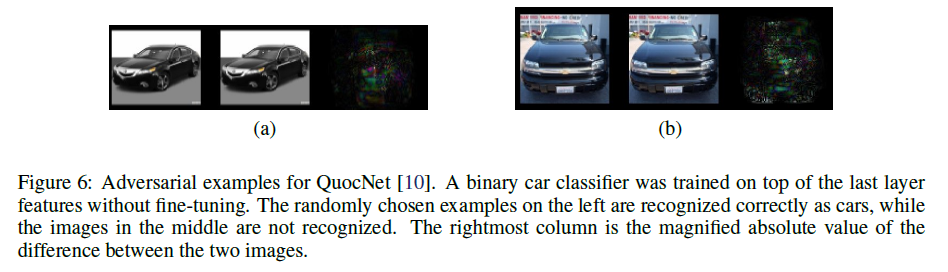 (a)
(b)
Figure 6: Adversarial examples for QuocNet [10]. A binary car classifier was trained on top of the last layer
features without fine-tuning. The randomly chosen examples on the left are recognized correctly as cars, while
the images in the middle are not recognized. The rightmost column is the magnified absolute value of the
difference between the two images.